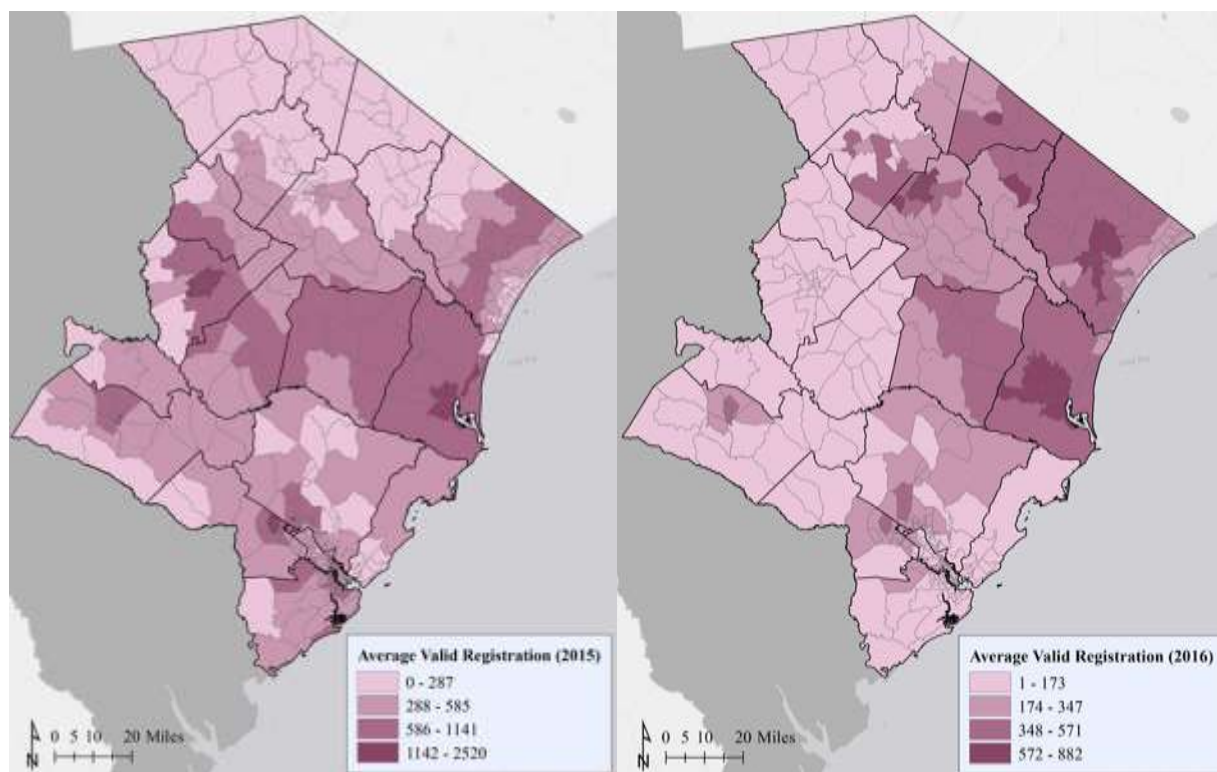 Average Valid Registration (2015)
0 - 287
288 - 585
586 - 1141
1142 - 2520
N
0 5 10 20 Miles
Average Valid Registration (2016)
1 - 173
174 - 347
348 - 571
572 - 882
N
0 5 10 20 Miles